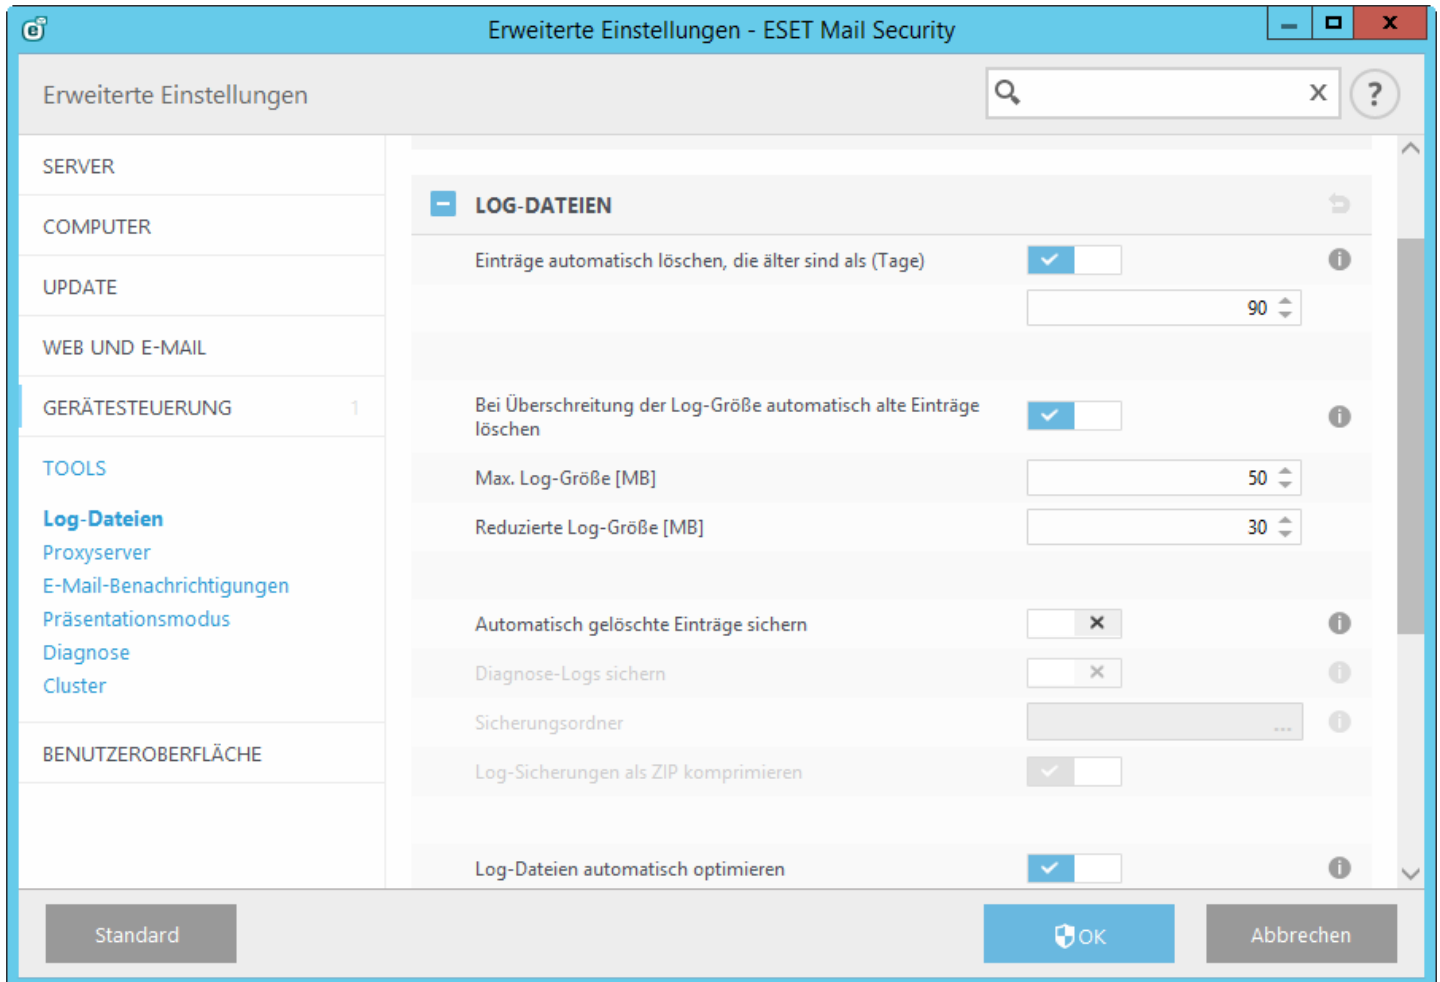 Erweiterte Einstellungen - ESET Mail Security
Erweiterte Einstellungen
SERVER
COMPUTER
UPDATE
WEB UND E-MAIL
GERÄTESTEUERUNG 1
TOOLS
Log-Dateien
Proxyserver
E-Mail-Benachrichtigungen
Präsentationsmodus
Diagnose
Cluster
BENUTZEROBERFLÄCHE
LOG-DATEIEN
Einträge automatisch löschen, die älter sind als (Tage)
90
Bei Überschreitung der Log-Größe automatisch alte Einträge
löschen
Max. Log-Größe [MB] 50
Reduzierte Log-Größe [MB] 30
Automatisch gelöschte Einträge sichern
Diagnose-Logs sichern
Sicherungsordner ...
Log-Sicherungen als ZIP komprimieren
Log-Dateien automatisch optimieren
Standard
OK
Abbrechen